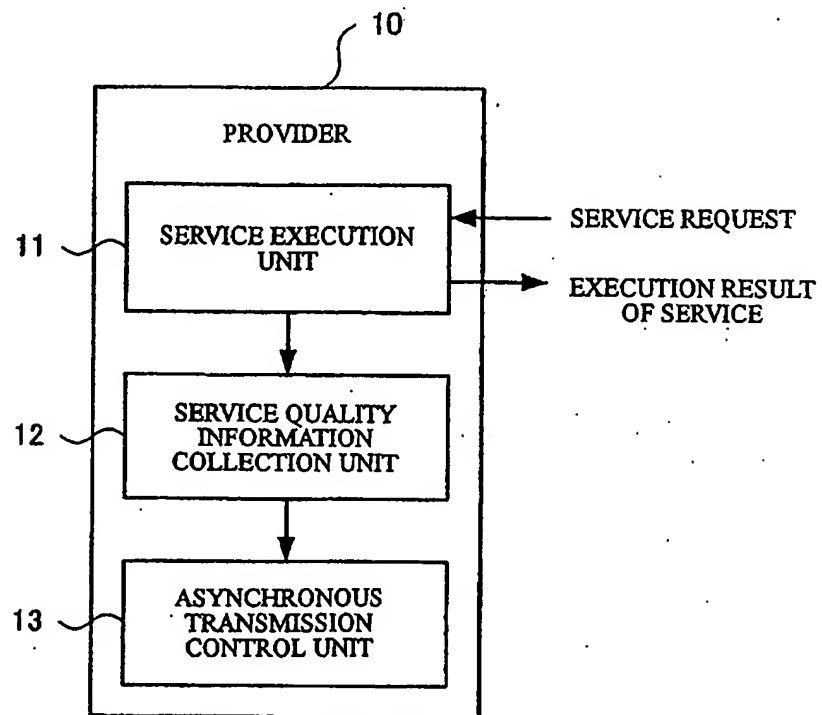 10
PROVIDER
11
SERVICE EXECUTION
UNIT
SERVICE REQUEST
EXECUTION RESULT
OF SERVICE
12
SERVICE QUALITY
INFORMATION
COLLECTION UNIT
13
ASYNCHRONOUS
TRANSMISSION
CONTROL UNIT